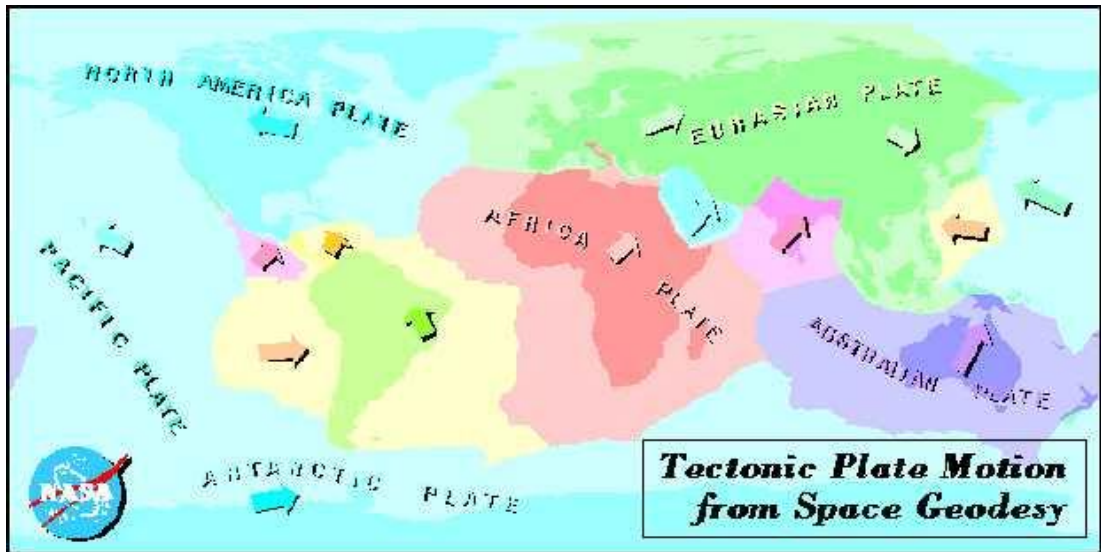 NORTH AMERICA PLATE
EURASIAN PLATE
AFRICA PLATE
PACIFIC PLATE
AUSTRALIAN PLATE
ANTARCTIC PLATE
NASA
Tectonic Plate Motion
from Space Geodesy